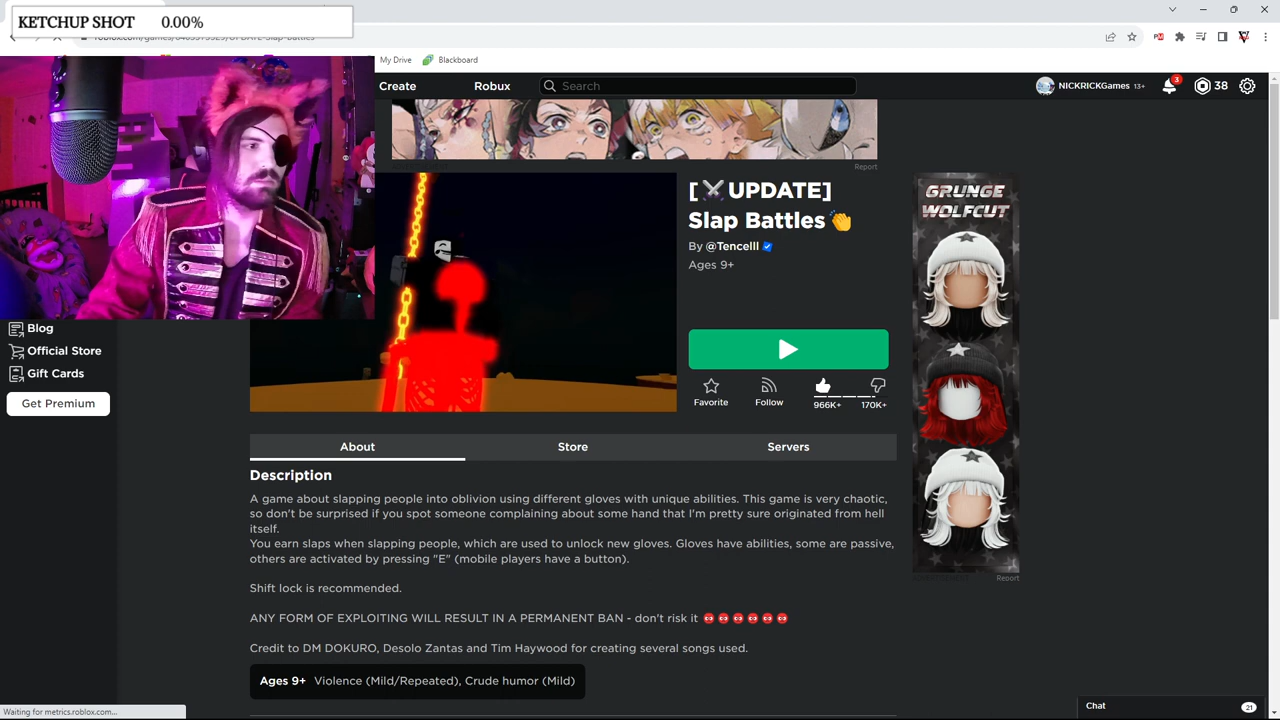 KETCHUP SHOT 0.00%
My Drive Blackboard
Create Robux Search NICKRICKGames 13+ 3 38
Report
[⚔️UPDATE]
Slap Battles👏
By @Tencelll
Ages 9+
GRUNGE
WOLFCUT
Favorite Follow 966K+ 170K+
Blog
Official Store
Gift Cards
Get Premium
About Store Servers
Description
A game about slapping people into oblivion using different gloves with unique abilities. This game is very chaotic,
so don't be surprised if you spot someone complaining about some hand that I'm pretty sure originated from hell
itself.
You earn slaps when slapping people, which are used to unlock new gloves. Gloves have abilities, some are passive,
others are activated by pressing "E" (mobile players have a button).
Shift lock is recommended.
ANY FORM OF EXPLOITING WILL RESULT IN A PERMANENT BAN - don't risk it
Credit to DM DOKURO, Desolo Zantas and Tim Haywood for creating several songs used.
Ages 9+ Violence (Mild/Repeated), Crude humor (Mild)
Report
Waiting for metrics.roblox.com...
Chat 21